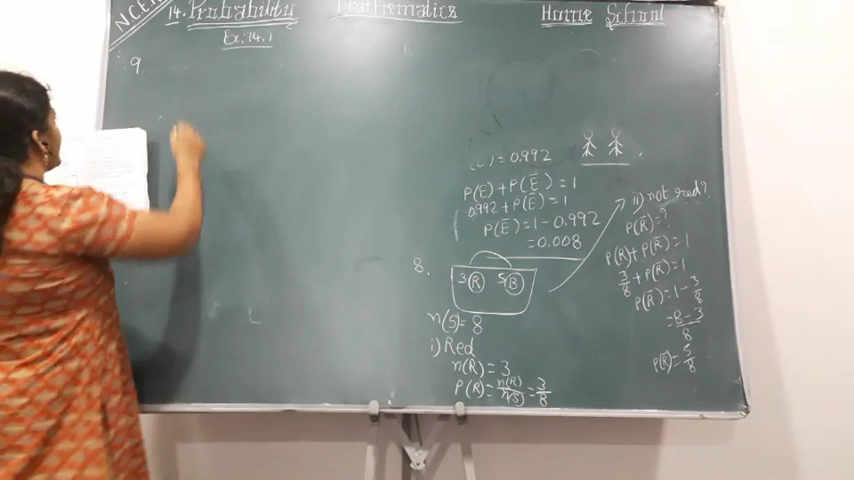 NCER
14. Probability
Mathematics
Home School
Ex: 14.1
9.
= 0.992
P(E) + P(E̅) = 1
0.992 + P(E̅) = 1
P(E̅) = 1 - 0.992
= 0.008
8.
3 R 5 B
n(S) = 8
i) Red
n(R) = 3
P(R) = n(R)/n(S) = 3/8
ii) not red?
P(R̅) = ?
P(R) + P(R̅) = 1
3/8 + P(R̅) = 1
P(R̅) = 1 - 3/8
= 8 - 3/8
P(R̅) = 5/8